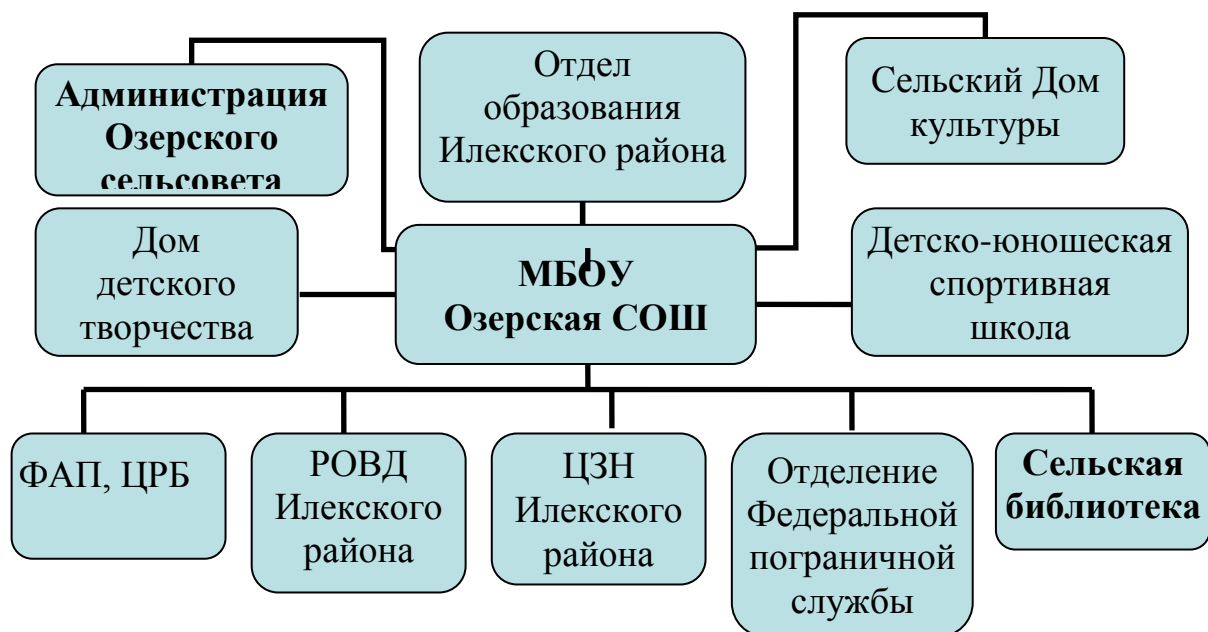 Администрация
Озерского
сельсовета
Отдел
образования
Илекского района
Сельский Дом
культуры
Дом
детского
творчества
МБОУ
Озерская СОШ
Детско-юношеская
спортивная
школа
ФАП, ЦРБ
РОВД
Илекского
района
ЦЗН
Илекского
района
Отделение
Федеральной
пограничной
службы
Сельская
библиотека